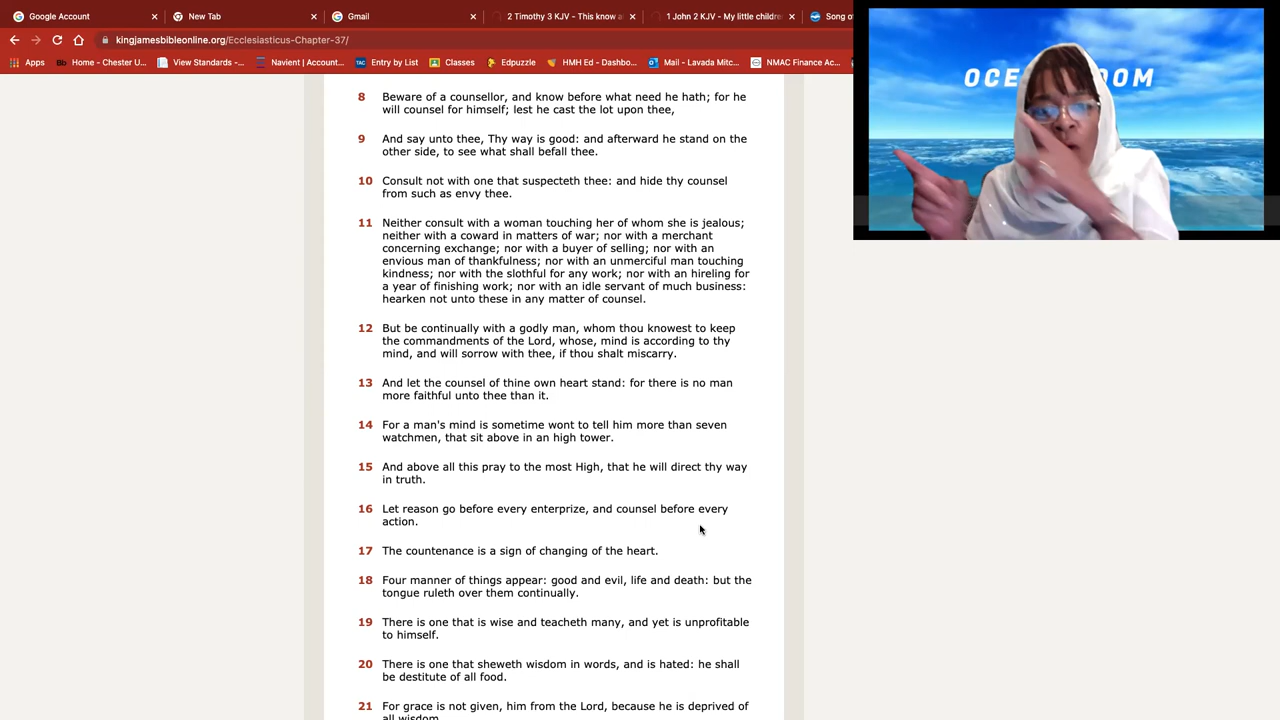 Google Account
New Tab
Gmail
2 Timothy 3 KJV - This know a
1 John 2 KJV - My little childre
Song of
kingjamesbibleonline.org/Ecclesiasticus-Chapter-37/
Apps
Bb Home - Chester U...
View Standards -...
Navient | Account...
TAC Entry by List
Classes
Edpuzzle
HMH Ed - Dashbo...
Mail - Lavada Mitc...
NMAC Finance Ac...
8 Beware of a counsellor, and know before what need he hath; for he
will counsel for himself; lest he cast the lot upon thee,
9 And say unto thee, Thy way is good: and afterward he stand on the
other side, to see what shall befall thee.
10 Consult not with one that suspecteth thee: and hide thy counsel
from such as envy thee.
11 Neither consult with a woman touching her of whom she is jealous;
neither with a coward in matters of war; nor with a merchant
concerning exchange; nor with a buyer of selling; nor with an
envious man of thankfulness; nor with an unmerciful man touching
kindness; nor with the slothful for any work; nor with an hireling for
a year of finishing work; nor with an idle servant of much business:
hearken not unto these in any matter of counsel.
12 But be continually with a godly man, whom thou knowest to keep
the commandments of the Lord, whose, mind is according to thy
mind, and will sorrow with thee, if thou shalt miscarry.
13 And let the counsel of thine own heart stand: for there is no man
more faithful unto thee than it.
14 For a man's mind is sometime wont to tell him more than seven
watchmen, that sit above in an high tower.
15 And above all this pray to the most High, that he will direct thy way
in truth.
16 Let reason go before every enterprize, and counsel before every
action.
17 The countenance is a sign of changing of the heart.
18 Four manner of things appear: good and evil, life and death: but the
tongue ruleth over them continually.
19 There is one that is wise and teacheth many, and yet is unprofitable
to himself.
20 There is one that sheweth wisdom in words, and is hated: he shall
be destitute of all food.
21 For grace is not given, him from the Lord, because he is deprived of
all wisdom